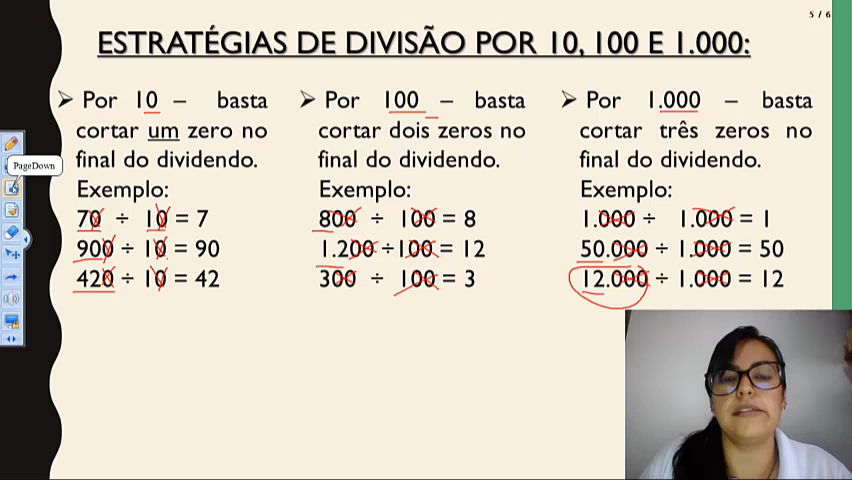 5 / 6
ESTRATÉGIAS DE DIVISÃO POR 10, 100 E 1.000:
Por 10 – basta
cortar um zero no
final do dividendo.
Exemplo:
70 ÷ 10 = 7
900 ÷ 10 = 90
420 ÷ 10 = 42
Por 100 – basta
cortar dois zeros no
final do dividendo.
Exemplo:
800 ÷ 100 = 8
1.200 ÷100 = 12
300 ÷ 100 = 3
Por 1.000 – basta
cortar três zeros no
final do dividendo.
Exemplo:
1.000 ÷ 1.000 = 1
50.000 ÷ 1.000 = 50
12.000 ÷ 1.000 = 12
PageDown